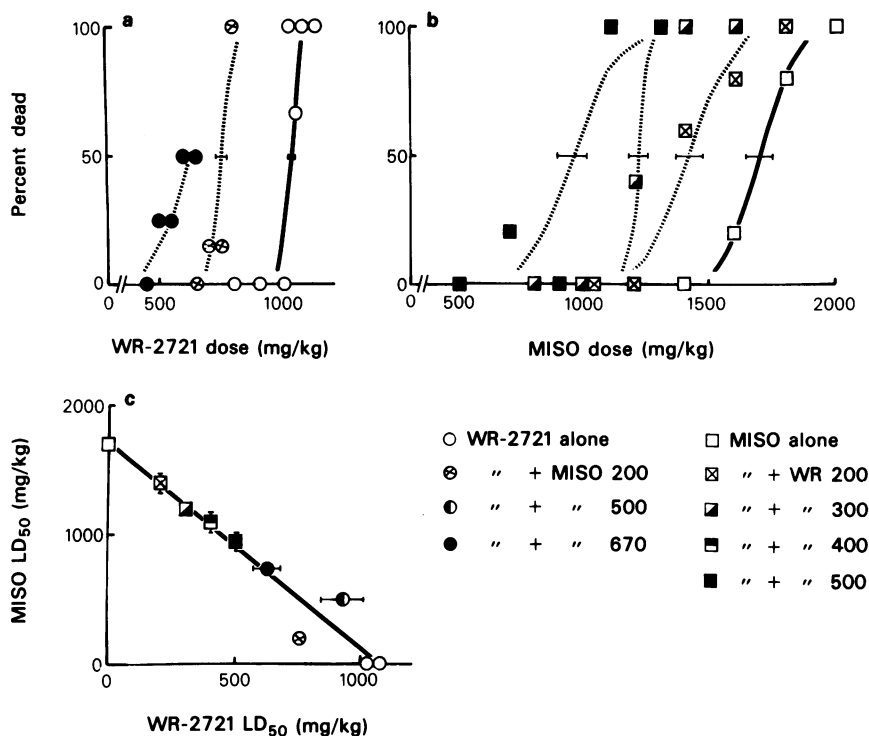 a
100
50
0
Percent dead
0
500
1000
WR-2721 dose (mg/kg)
b
100
50
0
0
500
1000
1500
2000
MISO dose (mg/kg)
c
2000
1000
0
MISO LD50 (mg/kg)
0
500
1000
WR-2721 LD50 (mg/kg)
WR-2721 alone
" + MISO 200
" + " 500
" + " 670
MISO alone
" + WR 200
" + " 300
" + " 400
" + " 500